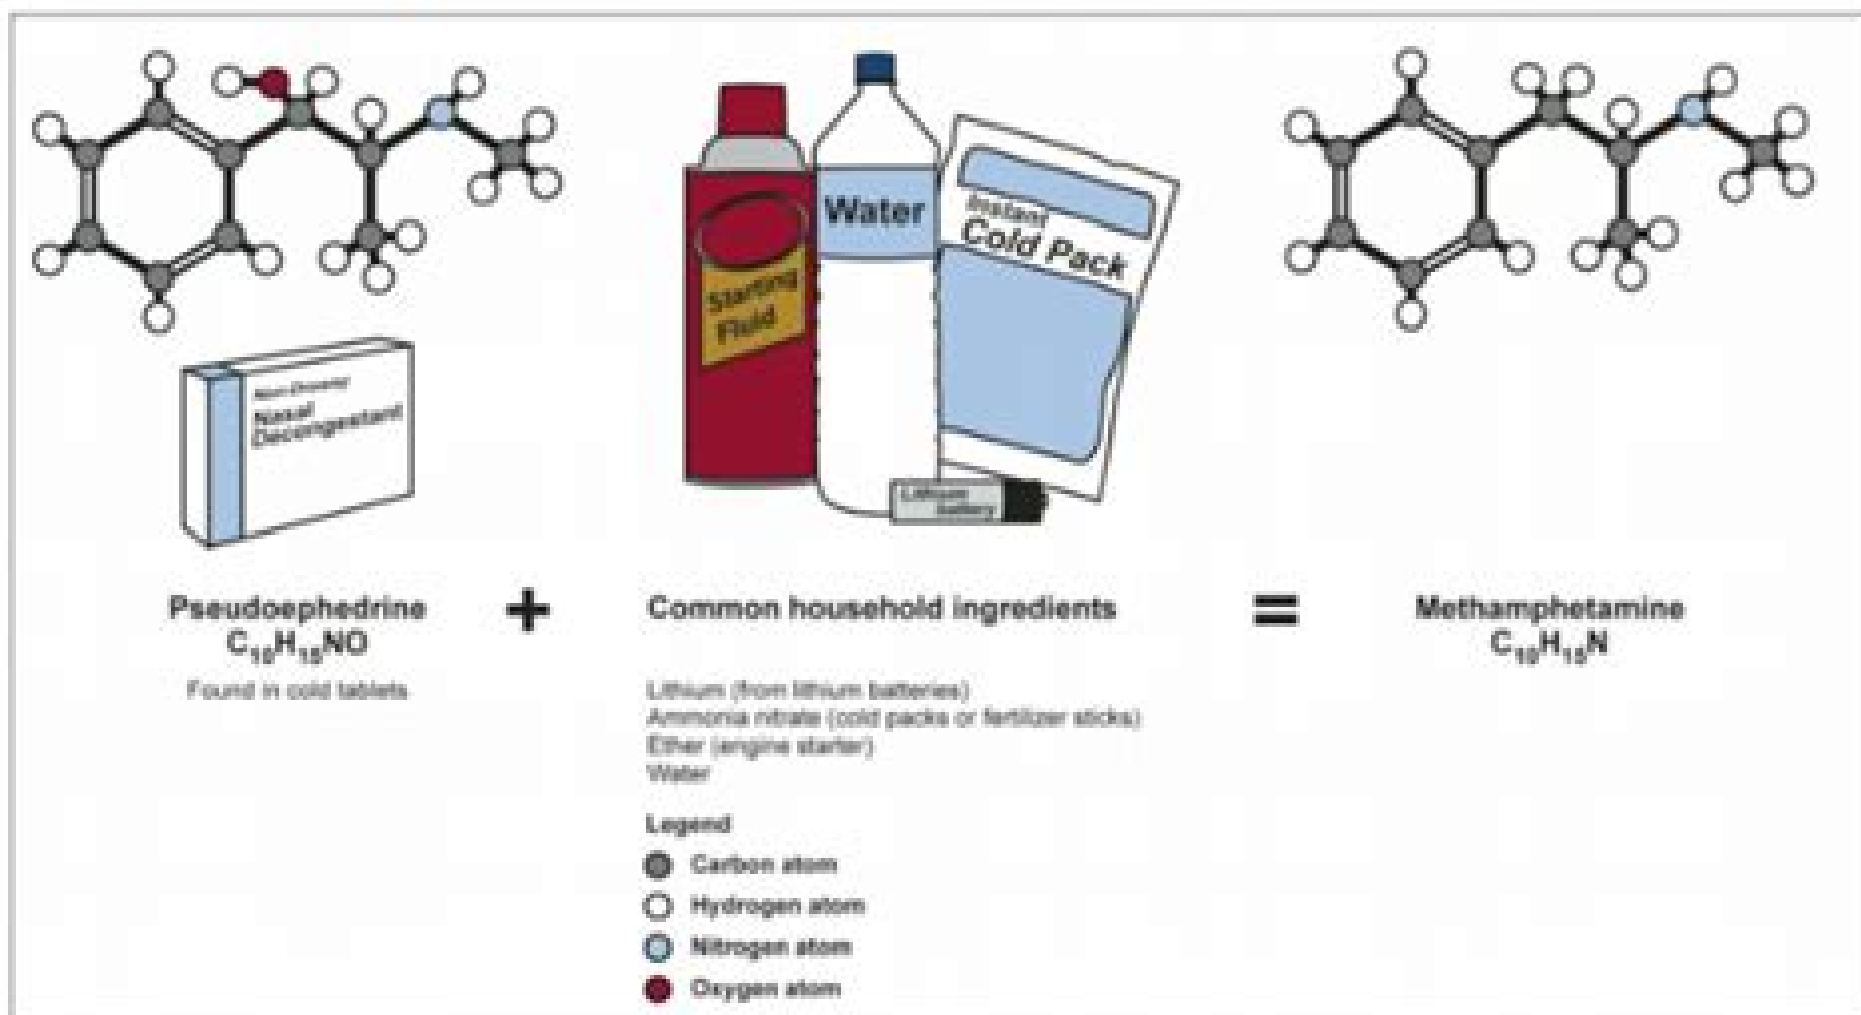 Water
Instant
Cold Pack
Starting
Fluid
Nasal
Decongestant
Lithium
battery
Pseudoephedrine
C₁₀H₁₅NO
Found in cold tablets
+
Common household ingredients
Lithium (from lithium batteries)
Ammonia nitrate (cold packs or fertilizer sticks)
Ether (engine starter)
Water
=
Methamphetamine
C₁₀H₁₅N
Legend
Carbon atom
Hydrogen atom
Nitrogen atom
Oxygen atom